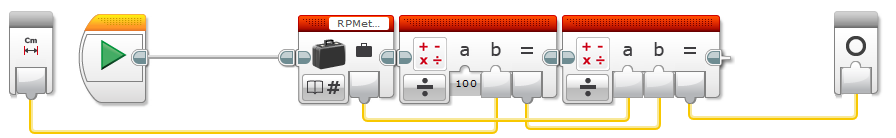 Cm
RPMet...
#
+ -
x ÷
a b =
÷
100
+ -
x ÷
a b =
÷